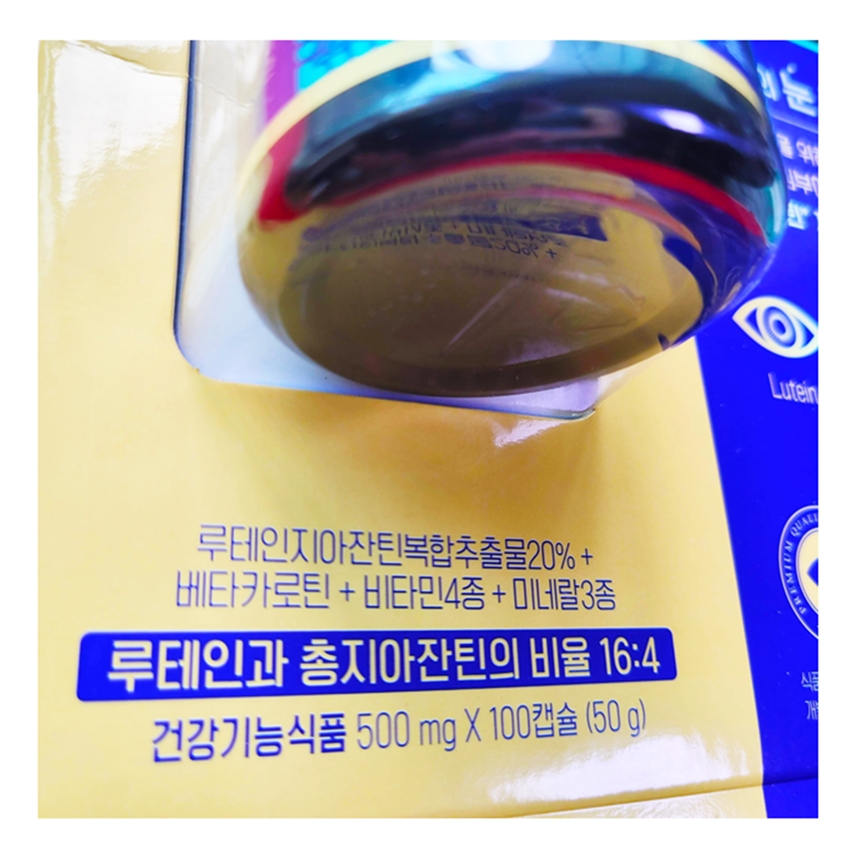 눈
Lutein
루테인지아잔틴복합추출물20% +
베타카로틴 + 비타민4종 + 미네랄3종
루테인과 총지아잔틴의 비율 16:4
건강기능식품 500 mg X 100캡슐 (50 g)
PREMIUM